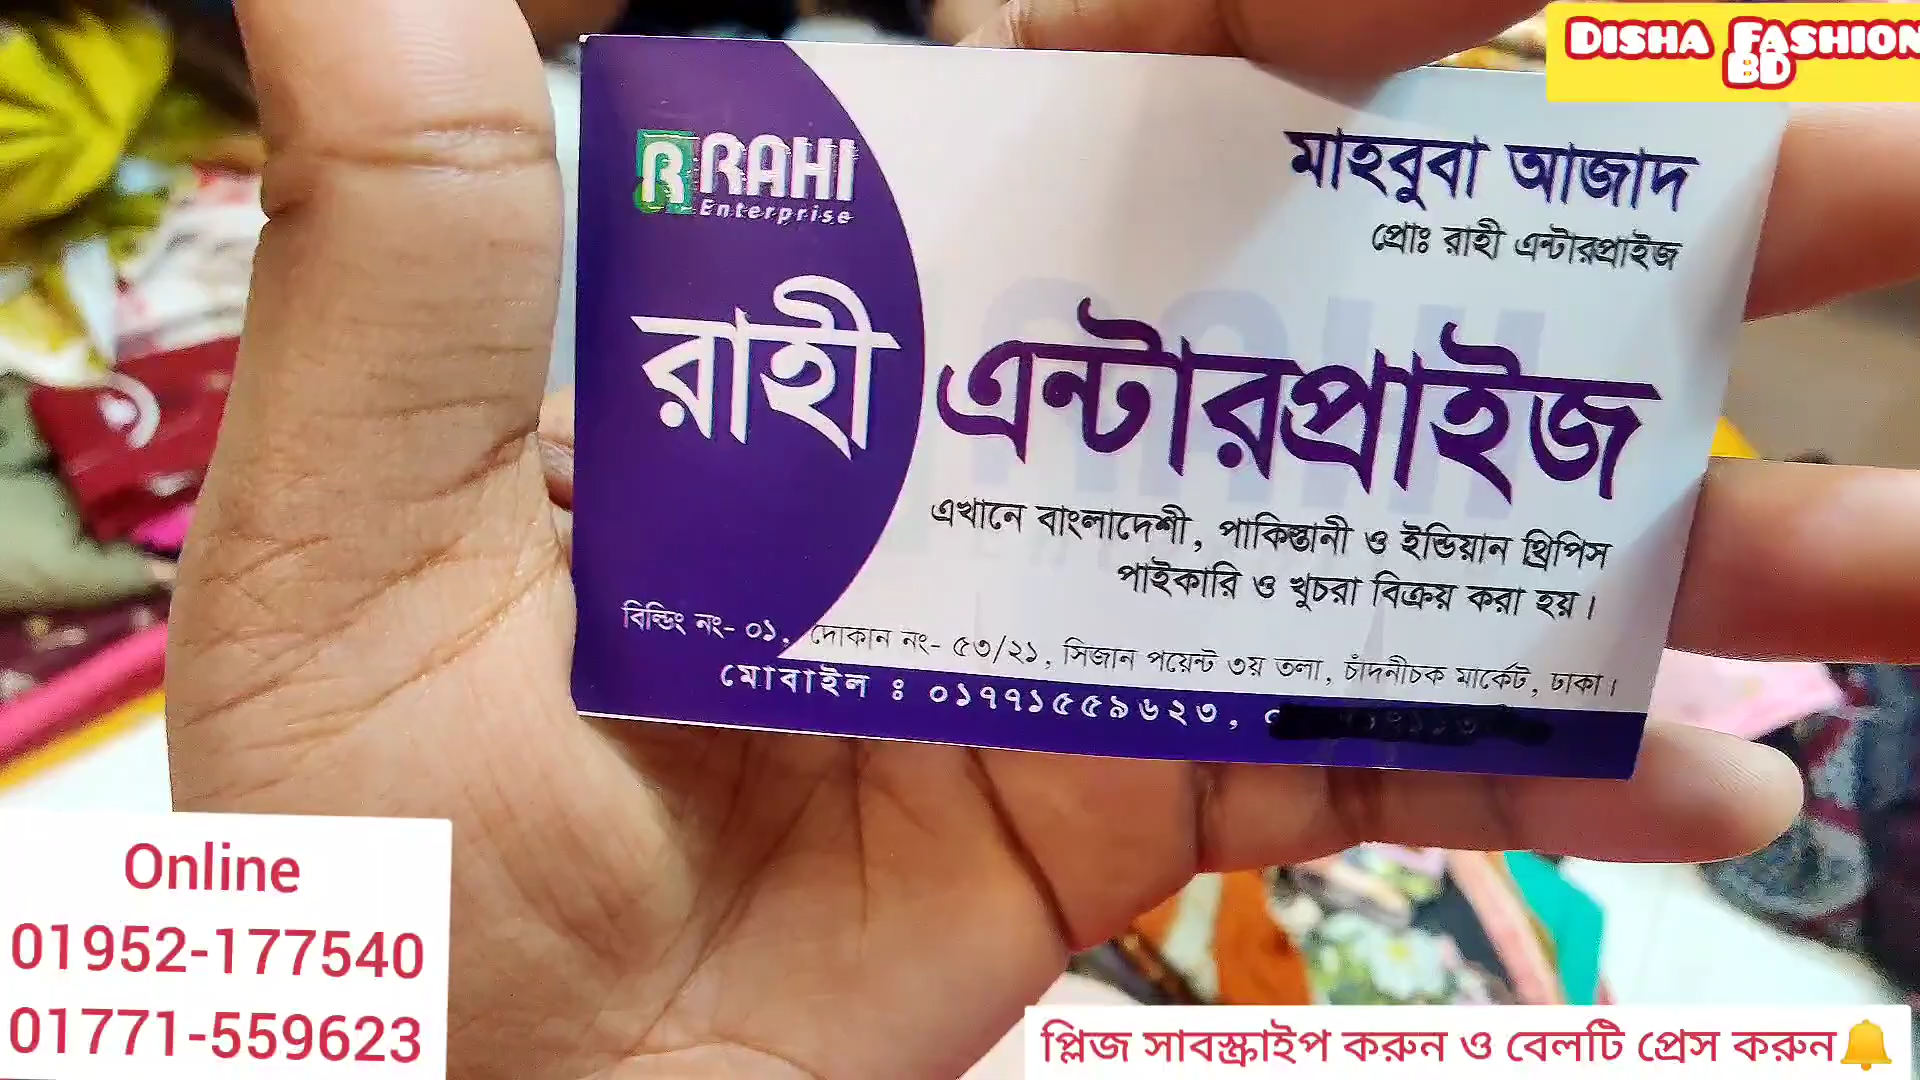 DISHA FASHION
BD
RAHI
Enterprise
মাহবুবা আজাদ
প্রোঃ রাহী এন্টারপ্রাইজ
রাহী এন্টারপ্রাইজ
এখানে বাংলাদেশী, পাকিস্তানী ও ইন্ডিয়ান থ্রিপিস
পাইকারি ও খুচরা বিক্রয় করা হয়।
বিল্ডিং নং- ০১, দোকান নং- ৫৩/২১, সিজান পয়েন্ট ৩য় তলা, চাঁদনীচক মার্কেট, ঢাকা।
মোবাইল : ০১৭৭১৫৫৯৬২৩,
Online
01952-177540
01771-559623
প্লিজ সাবস্ক্রাইপ করুন ও বেলটি প্রেস করুন